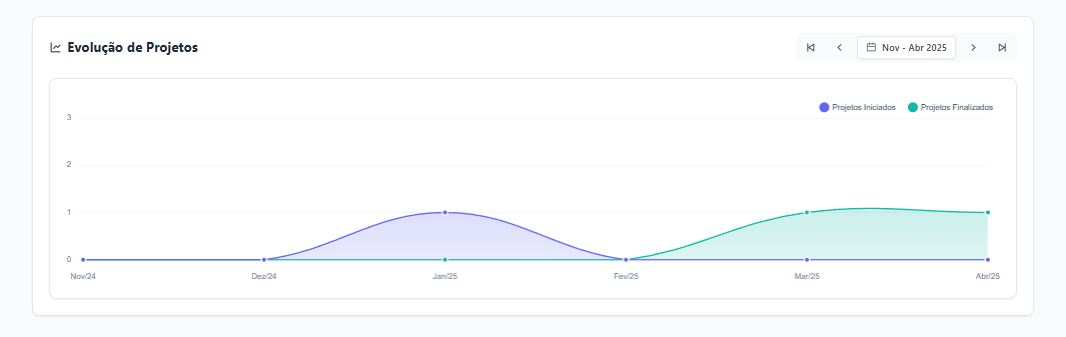 Evolução de Projetos
Nov - Abr 2025
Projetos Iniciados
Projetos Finalizados
3
2
1
0
Nov/24
Dez/24
Jan/25
Fev/25
Mar/25
Abr/25